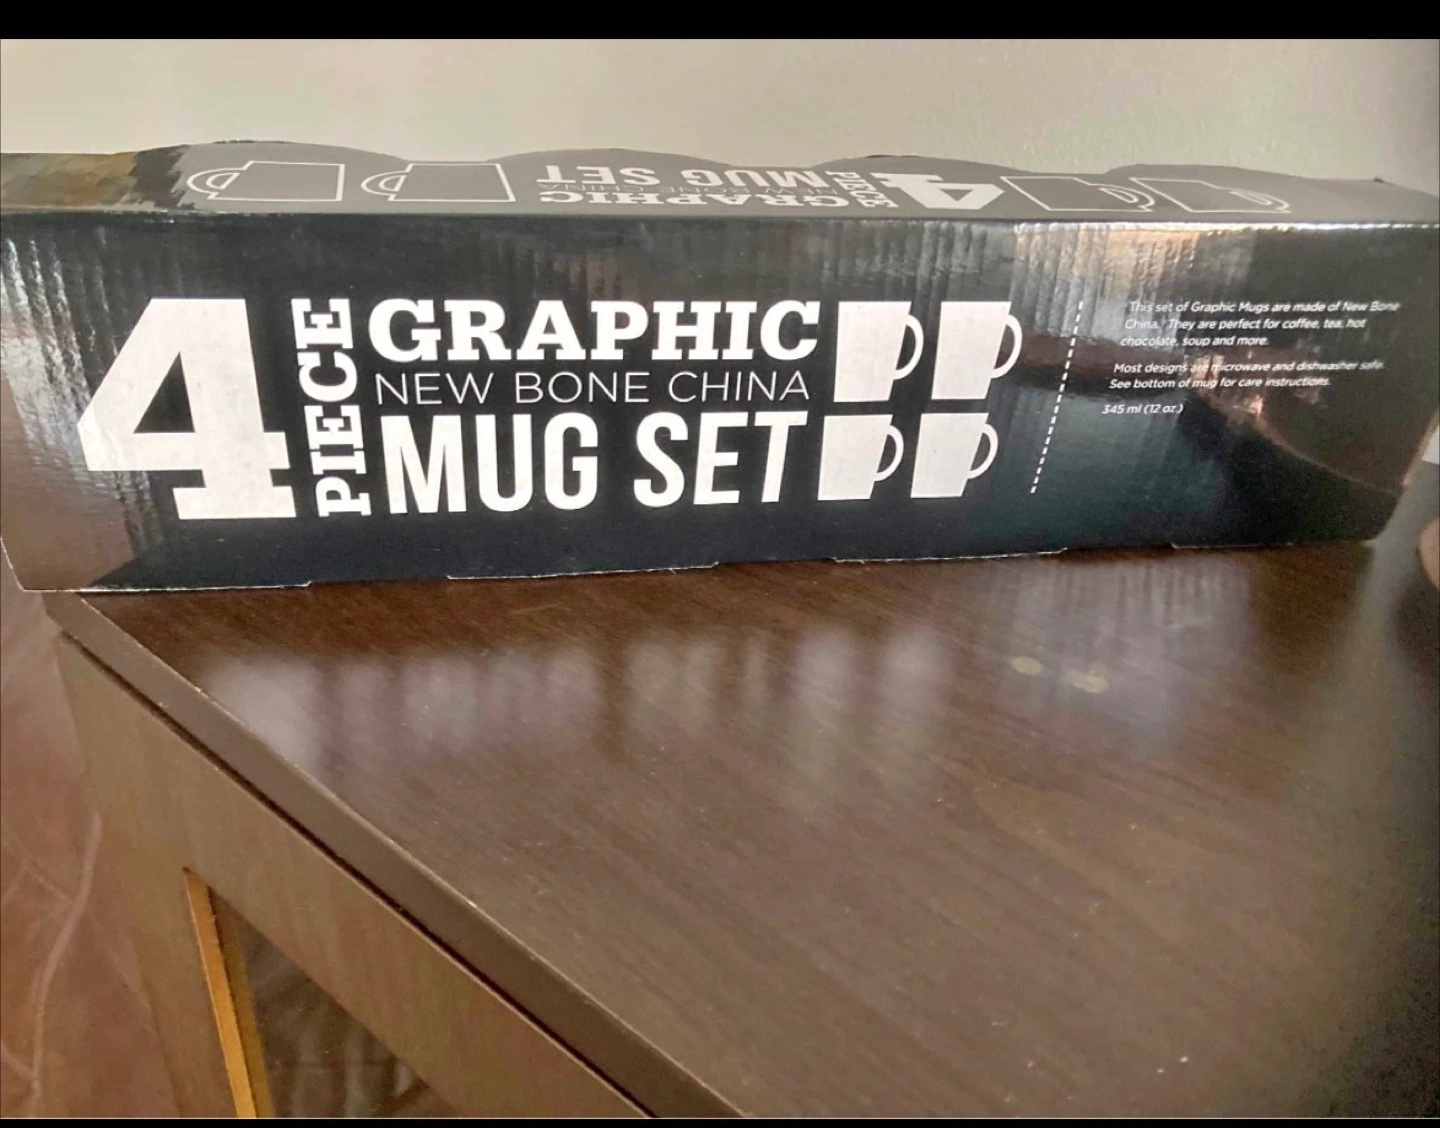 GRAPHIC
NEW BONE CHINA
MUG SET
4
PIECE
4
PIECE
GRAPHIC
NEW BONE CHINA
MUG SET
This set of Graphic Mugs are made of New Bone
China. They are perfect for coffee, tea, hot
chocolate, soup and more.
Most designs are microwave and dishwasher safe.
See bottom of mug for care instructions.
345 ml (12 oz.)